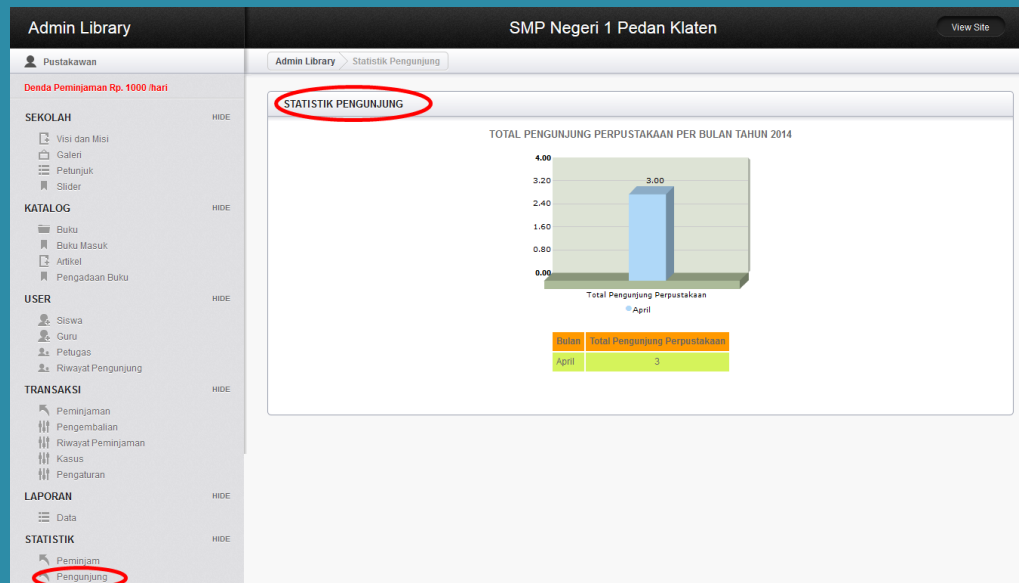 Admin Library
SMP Negeri 1 Pedan Klaten
View Site
Pustakawan
Admin Library
Statistik Pengunjung
Denda Peminjaman Rp. 1000 /hari
SEKOLAH HIDE
Visi dan Misi
Galeri
Petunjuk
Slider
KATALOG HIDE
Buku
Buku Masuk
Artikel
Pengadaan Buku
USER HIDE
Siswa
Guru
Petugas
Riwayat Pengunjung
TRANSAKSI HIDE
Peminjaman
Pengembalian
Riwayat Peminjaman
Kasus
Pengaturan
LAPORAN HIDE
Data
STATISTIK HIDE
Peminjam
Pengunjung
STATISTIK PENGUNJUNG
TOTAL PENGUNJUNG PERPUSTAKAAN PER BULAN TAHUN 2014
4.00
3.20
3.00
2.40
1.60
0.80
0.00
Total Pengunjung Perpustakaan
April
Bulan Total Pengunjung Perpustakaan
April 3